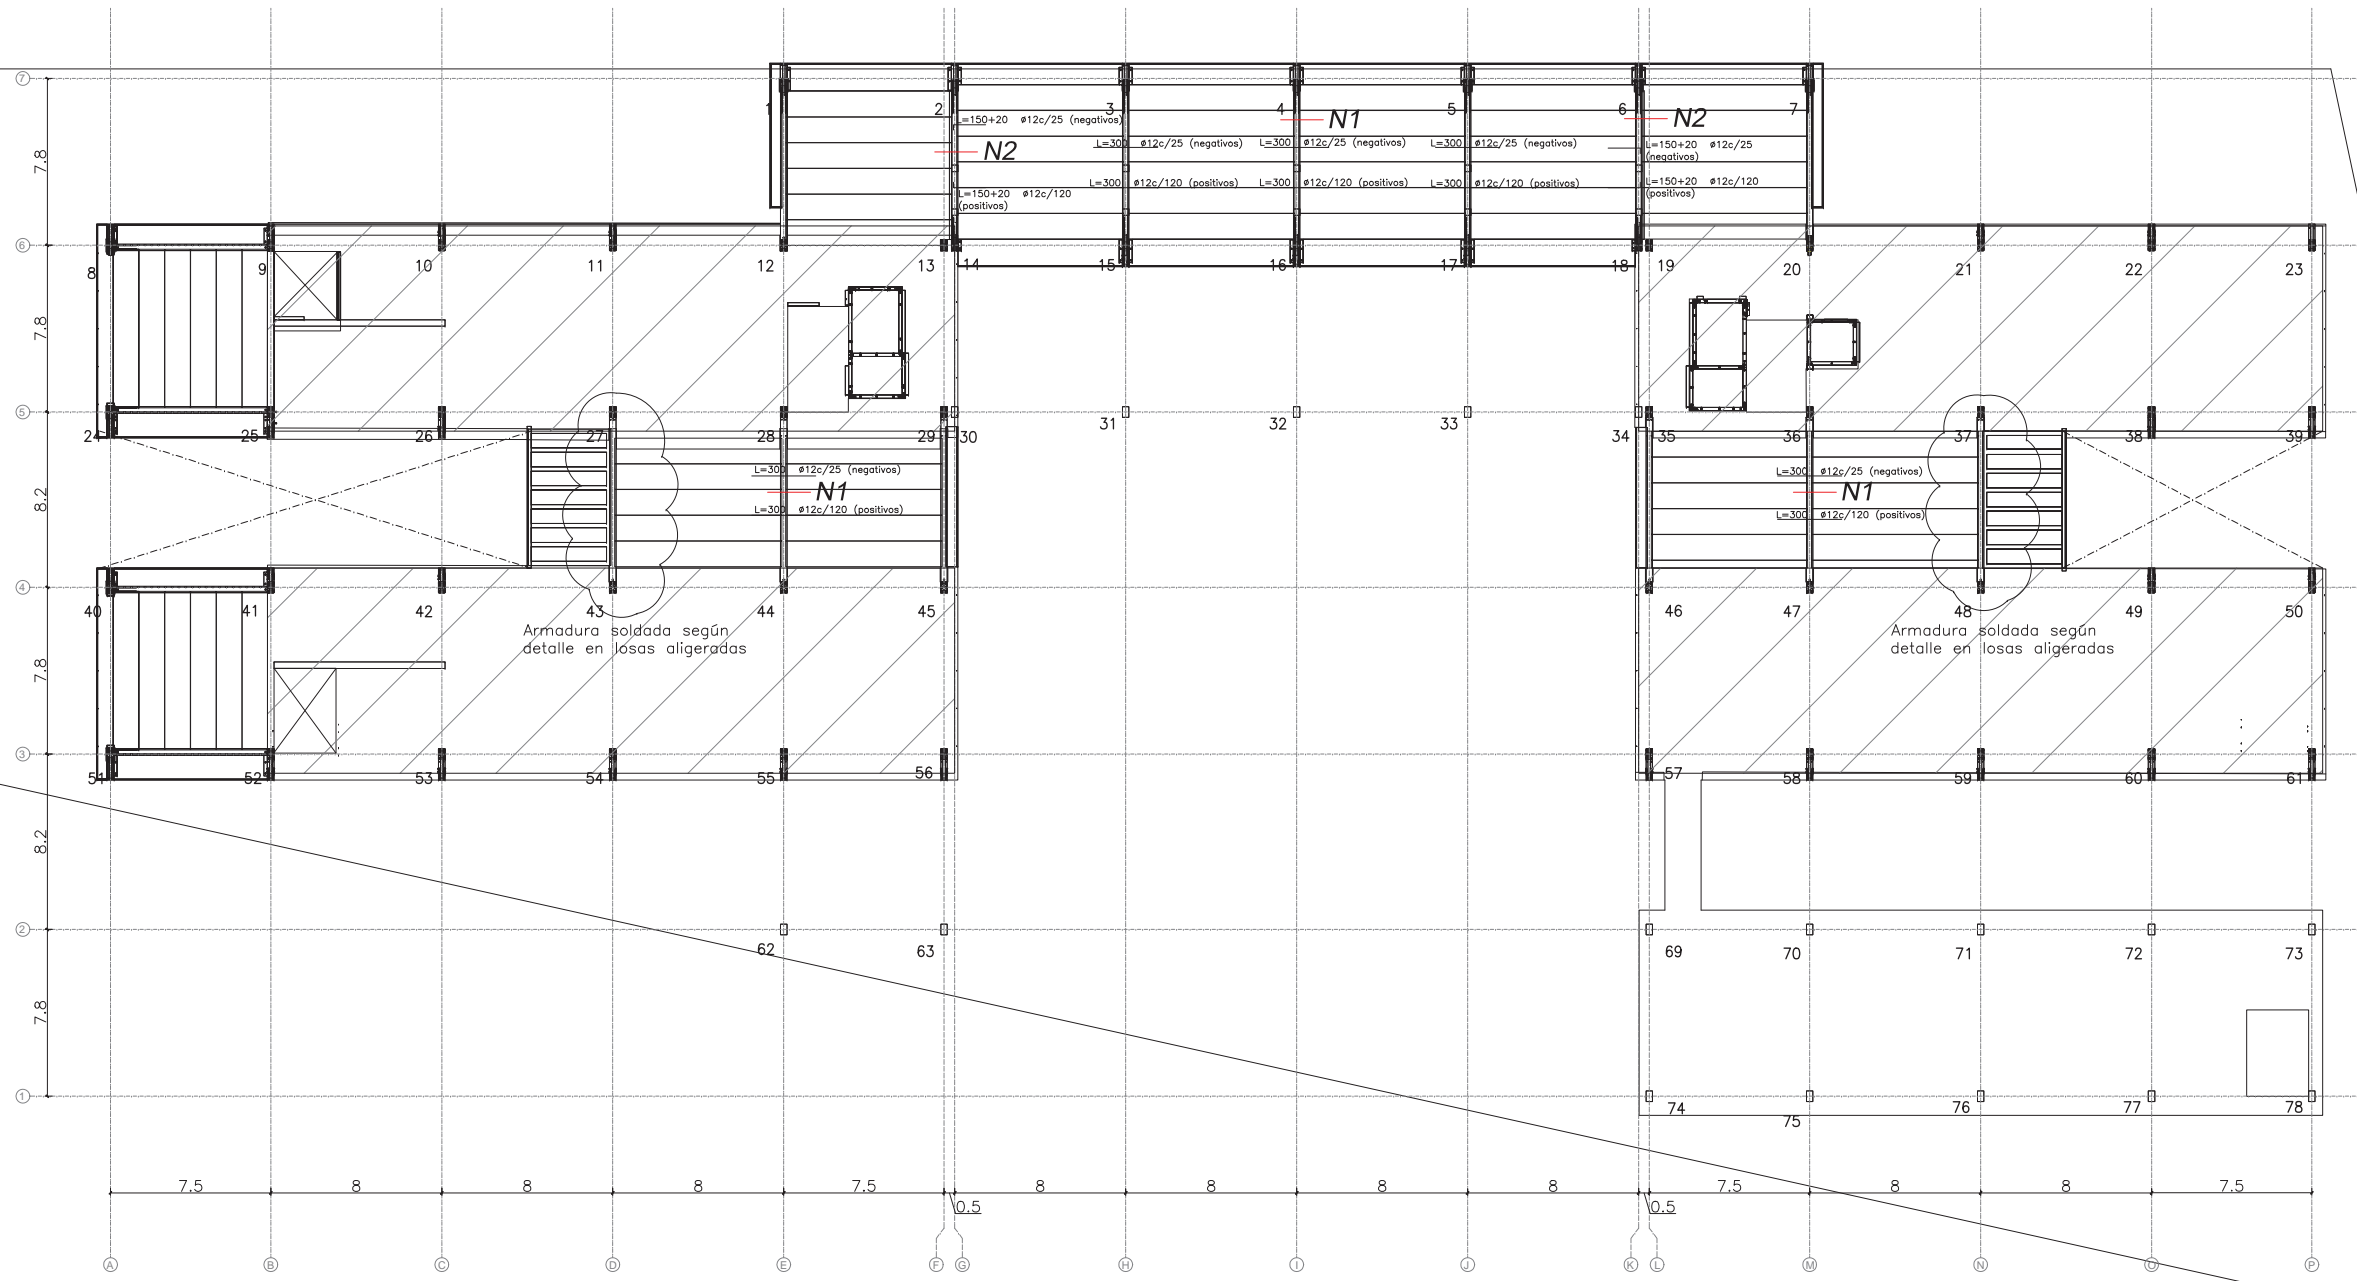 7
1 2 3 4 5 6 7
L=150+20 ø12c/25 (negativos)
N1
N2
N2
L=300 ø12c/25 (negativos)
L=300 ø12c/25 (negativos)
L=300 ø12c/25 (negativos)
L=150+20 ø12c/25
(negativos)
7.8
L=300 ø12c/120 (positivos)
L=300 ø12c/120 (positivos)
L=300 ø12c/120 (positivos)
L=150+20 ø12c/120
(positivos)
L=150+20 ø12c/120
(positivos)
6
8 9 10 11 12 13 14 15 16 17 18 19 20 21 22 23
7.8
5
24 25 26 27 28 29 30 31 32 33 34 35 36 37 38 39
L=300 ø12c/25 (negativos)
N1
L=300 ø12c/120 (positivos)
L=300 ø12c/25 (negativos)
N1
L=300 ø12c/120 (positivos)
8.2
4
40 41 42 43 44 45 46 47 48 49 50
Armadura soldada según
detalle en losas aligeradas
Armadura soldada según
detalle en losas aligeradas
7.8
3
51 52 53 54 55 56 57 58 59 60 61
8.2
2
62 63 69 70 71 72 73
7.8
1
74 75 76 77 78
7.5 8 8 8 7.5 0.5 8 8 8 8 0.5 7.5 8 8 7.5
A B C D E F G H I J K L M N O P